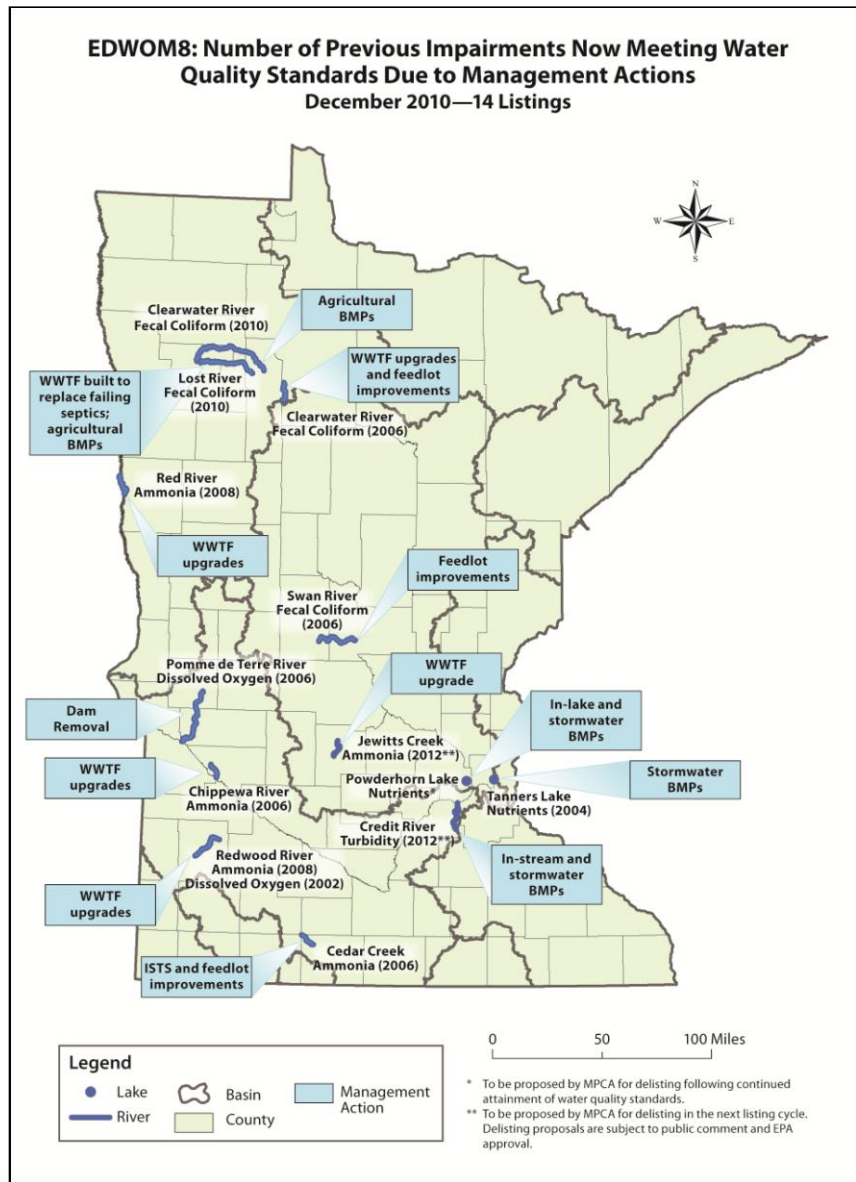 EDWOM8: Number of Previous Impairments Now Meeting Water
Quality Standards Due to Management Actions
December 2010—14 Listings
N
W
E
S
Clearwater River
Fecal Coliform (2010)
Agricultural
BMPs
WWTF built to
replace failing
septics;
agricultural
BMPs
Lost River
Fecal Coliform
(2010)
WWTF upgrades
and feedlot
improvements
Clearwater River
Fecal Coliform (2006)
Red River
Ammonia (2008)
WWTF
upgrades
Feedlot
improvements
Swan River
Fecal Coliform
(2006)
Pomme de Terre River
Dissolved Oxygen (2006)
WWTF
upgrade
Dam
Removal
In-lake and
stormwater
BMPs
Jewitts Creek
Ammonia (2012**)
Powderhorn Lake
Nutrients*
Stormwater
BMPs
WWTF
upgrades
Chippewa River
Ammonia (2006)
Tanners Lake
Nutrients (2004)
Credit River
Turbidity (2012**)
Redwood River
Ammonia (2008)
Dissolved Oxygen (2002)
In-stream and
stormwater
BMPs
WWTF
upgrades
Cedar Creek
Ammonia (2006)
ISTS and feedlot
improvements
Legend
Lake
River
Basin
County
Management
Action
0 50 100 Miles
* To be proposed by MPCA for delisting following continued
attainment of water quality standards.
** To be proposed by MPCA for delisting in the next listing cycle.
Delisting proposals are subject to public comment and EPA
approval.